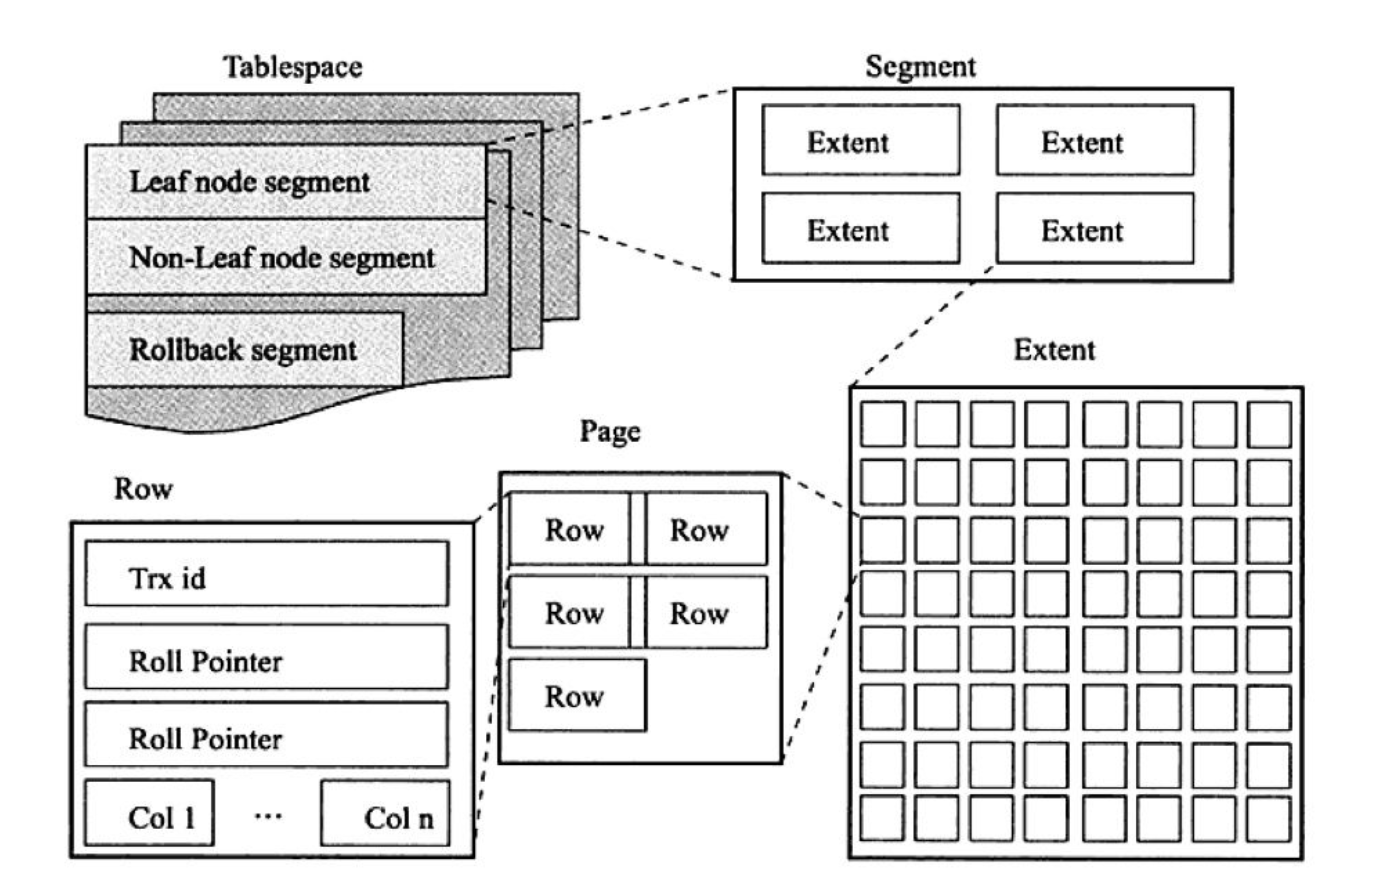 Tablespace
Leaf node segment
Non-Leaf node segment
Rollback segment
Segment
Extent Extent
Extent Extent
Extent
Page
Row Row
Row Row
Row
Row
Trx id
Roll Pointer
Roll Pointer
Col 1 ... Col n